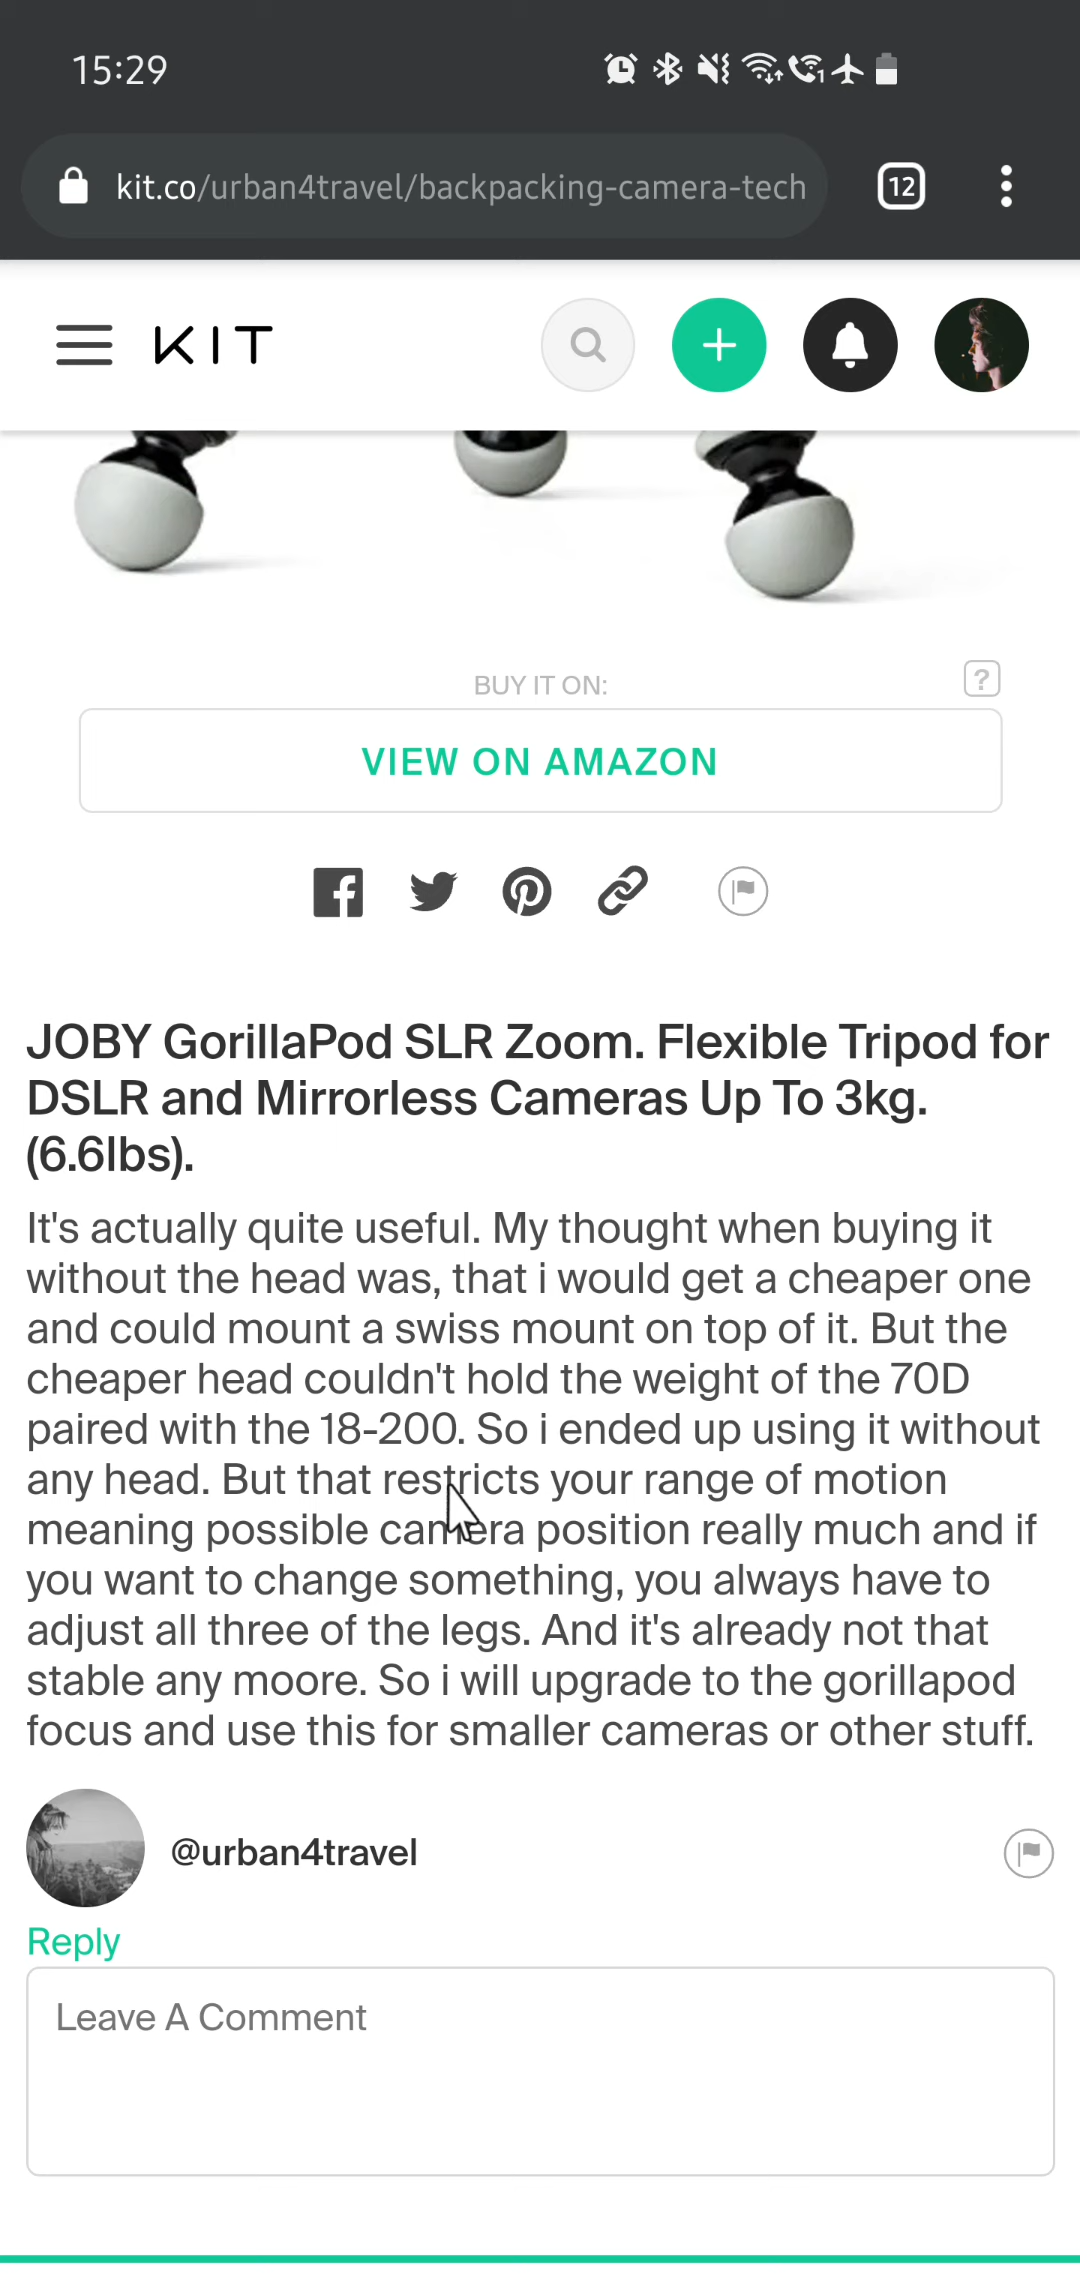 15:29
1
kit.co/urban4travel/backpacking-camera-tech
12
KIT
BUY IT ON:
?
VIEW ON AMAZON
JOBY GorillaPod SLR Zoom. Flexible Tripod for
DSLR and Mirrorless Cameras Up To 3kg.
(6.6lbs).
It's actually quite useful. My thought when buying it
without the head was, that i would get a cheaper one
and could mount a swiss mount on top of it. But the
cheaper head couldn't hold the weight of the 70D
paired with the 18-200. So i ended up using it without
any head. But that restricts your range of motion
meaning possible camera position really much and if
you want to change something, you always have to
adjust all three of the legs. And it's already not that
stable any moore. So i will upgrade to the gorillapod
focus and use this for smaller cameras or other stuff.
@urban4travel
Reply
Leave A Comment